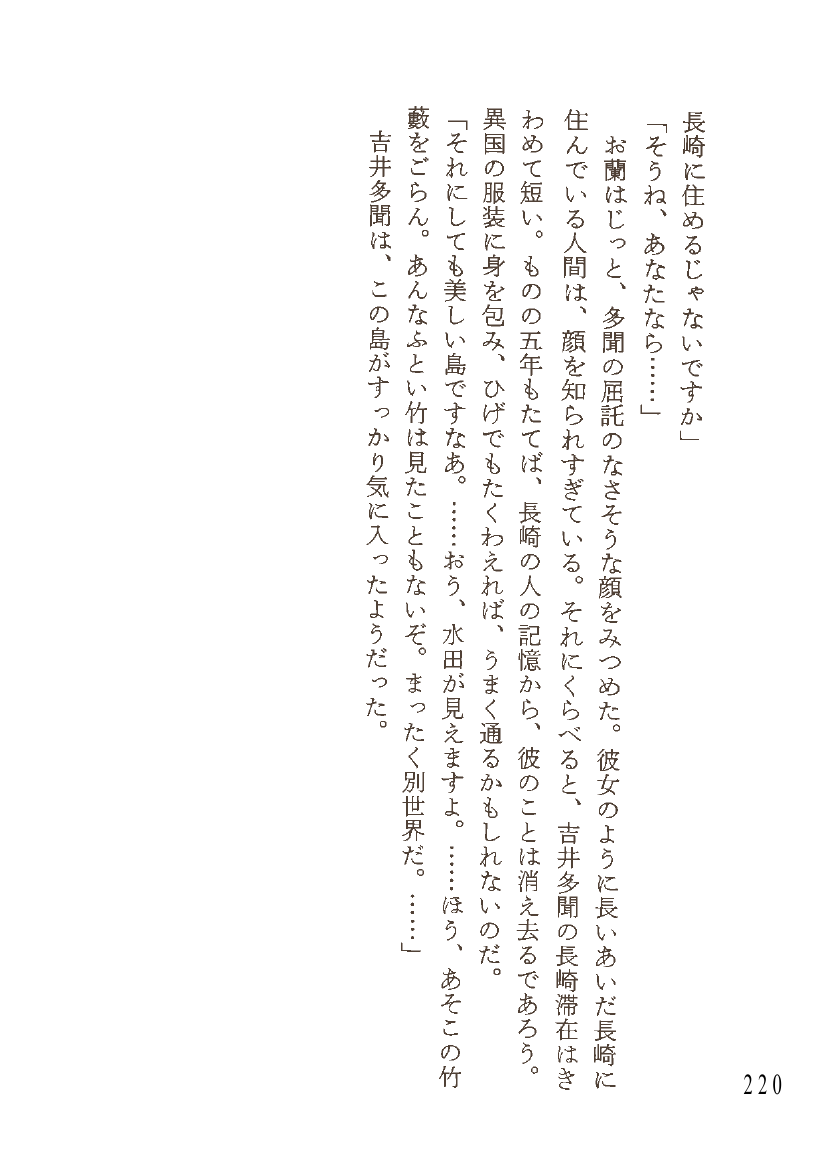 長崎に住めるじゃないですか」
「そうね、あなたなら……」
お蘭はじっと、多聞の屈託のなさそうな顔をみつめた。彼女のように長いあいだ長崎に
住んでいる人間は、顔を知られすぎている。それにくらべると、吉井多聞の長崎滞在はき
わめて短い。ものの五年もたてば、長崎の人の記憶から、彼のことは消え去るであろう。
異国の服装に身を包み、ひげでもたくわえれば、うまく通るかもしれないのだ。
「それにしても美しい島ですなあ。……おう、水田が見えますよ。……ほう、あそこの竹
藪をごらん。あんなふとい竹は見たこともないぞ。まったく別世界だ。……」
吉井多聞は、この島がすっかり気に入ったようだった。
220